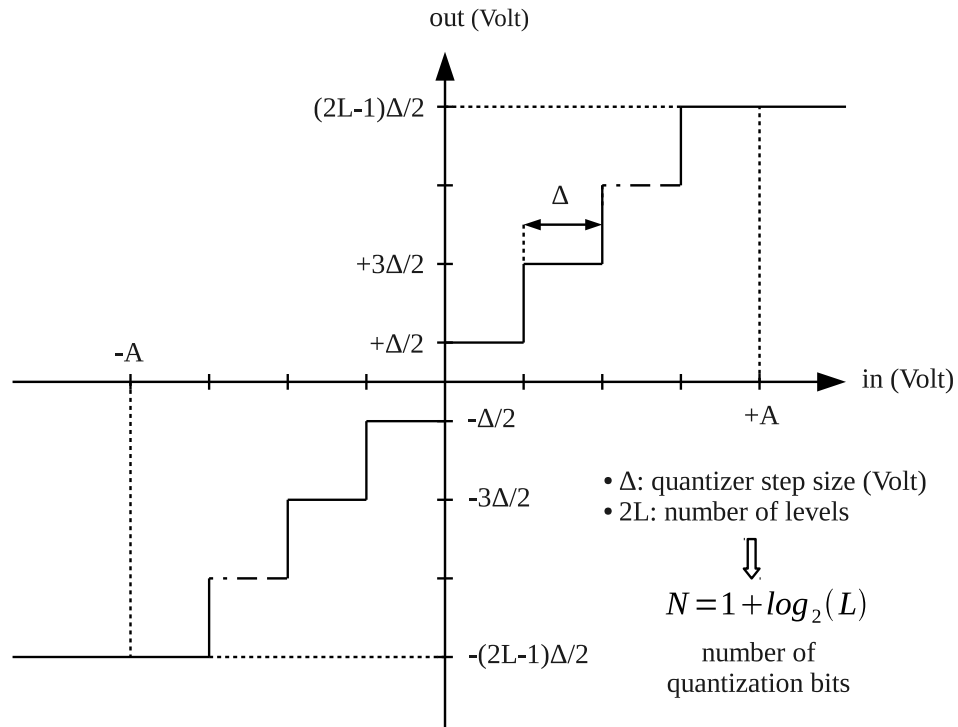 out (Volt)
(2L-1)Δ/2
Δ
+3Δ/2
+Δ/2
-A
in (Volt)
+A
-Δ/2
-3Δ/2
-(2L-1)Δ/2
• Δ: quantizer step size (Volt)
• 2L: number of levels
N=1+log₂(L)
number of
quantization bits